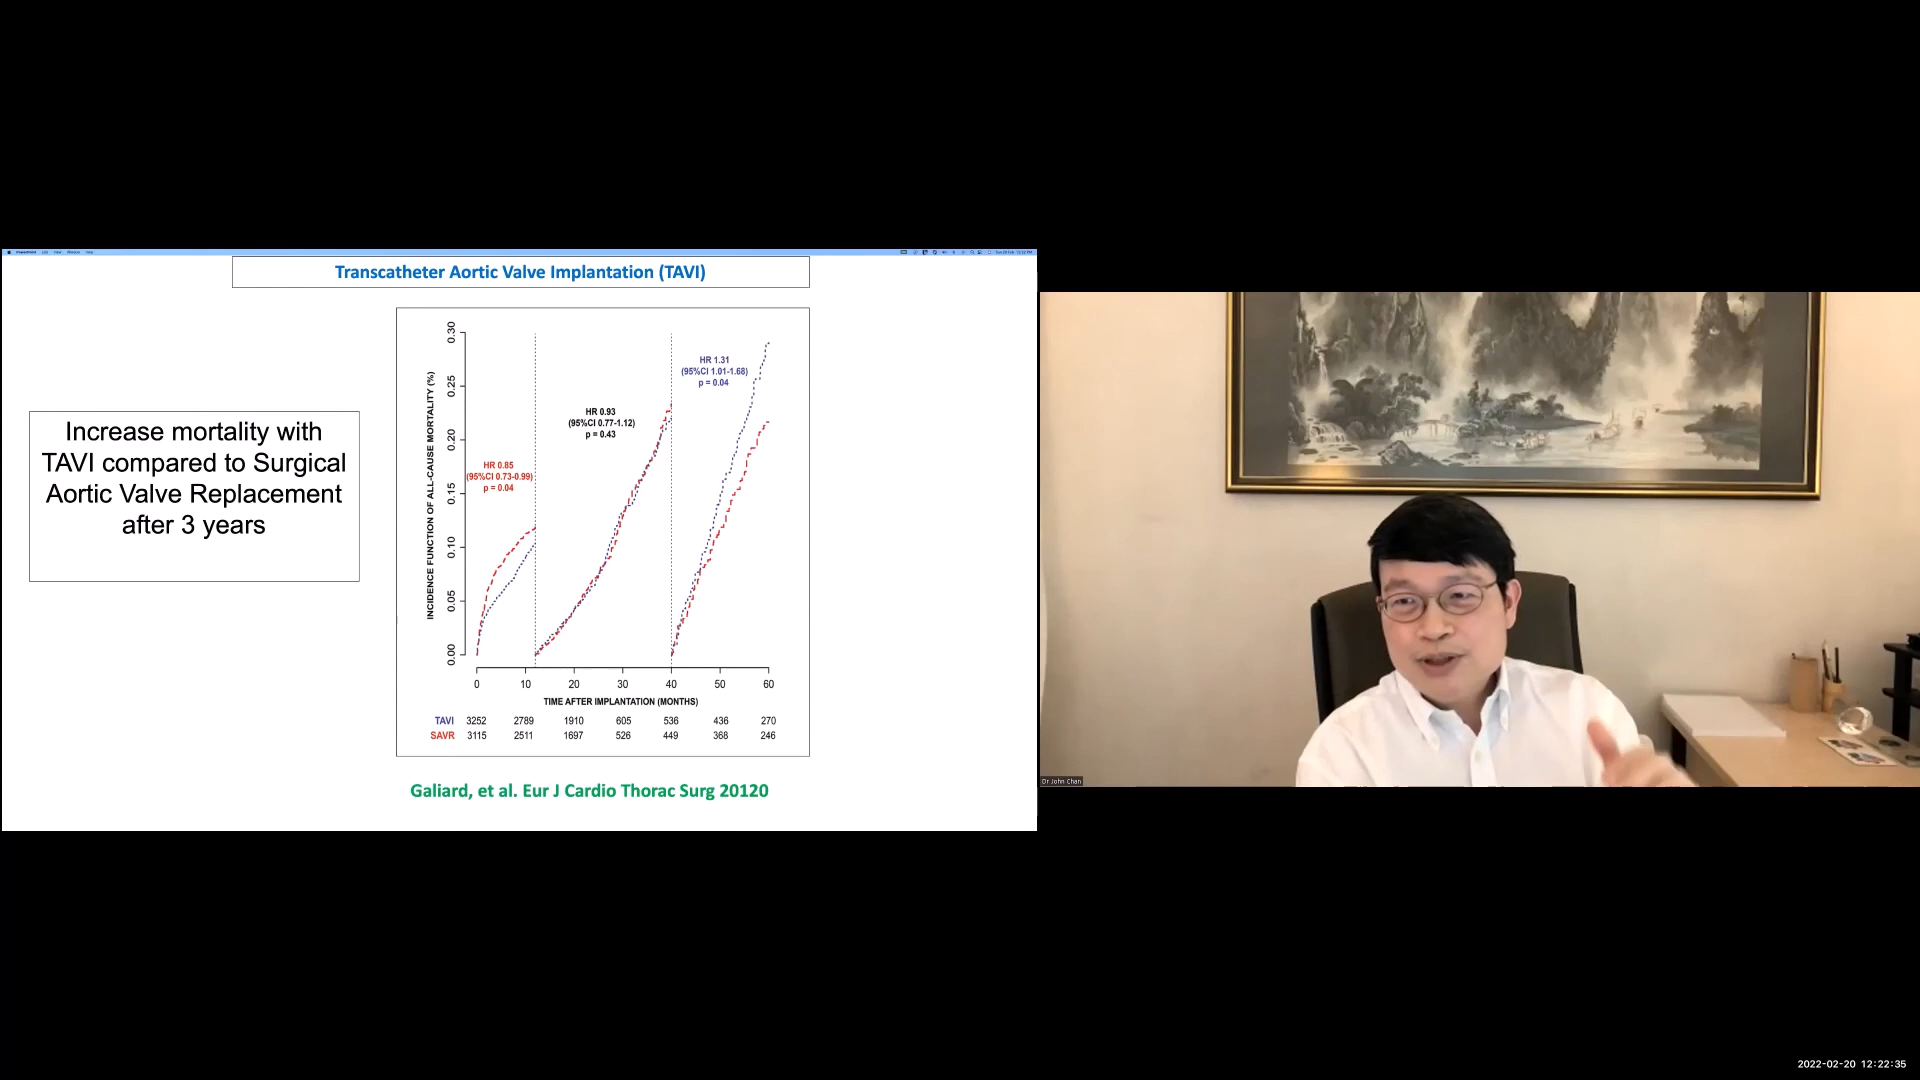 Transcatheter Aortic Valve Implantation (TAVI)
Increase mortality with
TAVI compared to Surgical
Aortic Valve Replacement
after 3 years
INCIDENCE FUNCTION OF ALL-CAUSE MORTALITY (%)
0.30
0.25
0.20
0.15
0.10
0.05
0.00
HR 0.85
(95%CI 0.73-0.99)
p = 0.04
HR 0.93
(95%CI 0.77-1.12)
p = 0.43
HR 1.31
(95%CI 1.01-1.68)
p = 0.04
0 10 20 30 40 50 60
TIME AFTER IMPLANTATION (MONTHS)
TAVI 3252 2789 1910 605 536 436 270
SAVR 3115 2511 1697 526 449 368 246
Galiard, et al. Eur J Cardio Thorac Surg 20120
Dr John Chan
2022-02-20 12:22:35